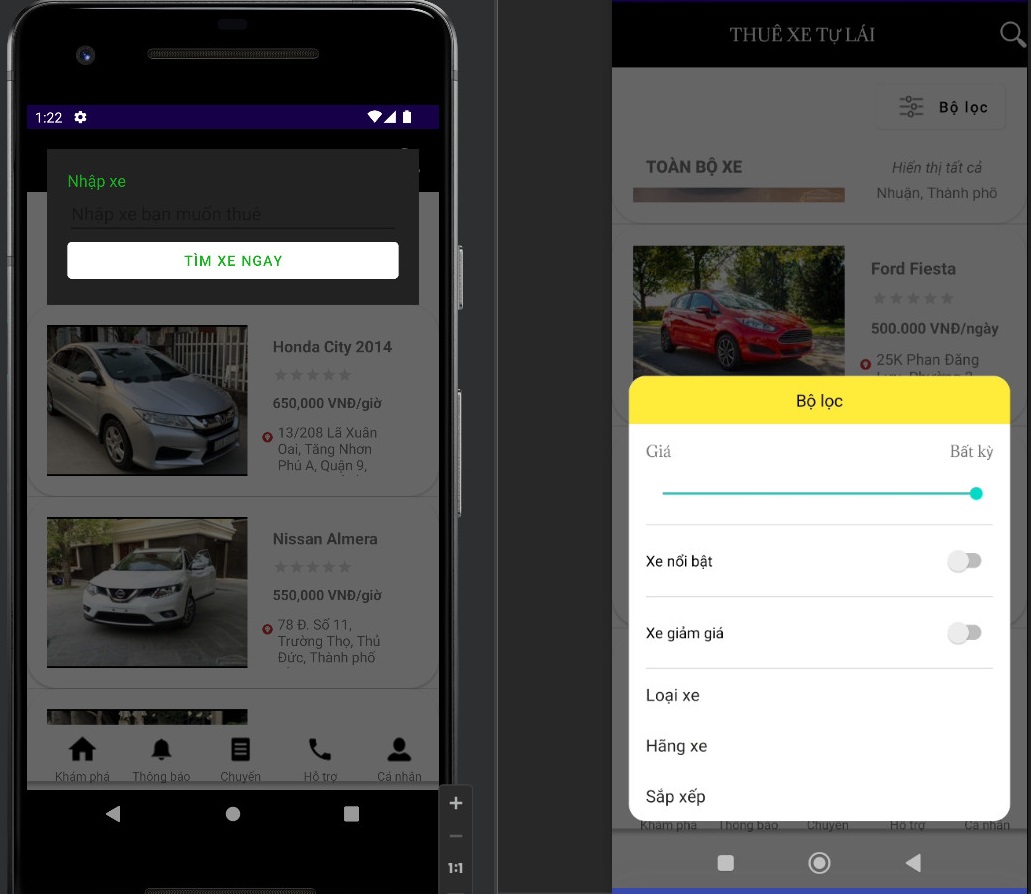 1:22
Nhập xe
Nhập xe bạn muốn thuê
TÌM XE NGAY
Honda City 2014
650,000 VNĐ/giờ
13/208 Lã Xuân
Oai, Tăng Nhơn
Phú A, Quận 9,
Nissan Almera
550,000 VNĐ/giờ
78 Đ. Số 11,
Trường Thọ, Thủ
Đức, Thành phố
Khám phá
Thông báo
Chuyến
Hỗ trợ
Cá nhân
1:1
THUÊ XE TỰ LÁI
Bộ lọc
TOÀN BỘ XE
Hiển thị tất cả
Nhuận, Thành phố
Ford Fiesta
500.000 VNĐ/ngày
25K Phan Đăng
Bộ lọc
Giá
Bất kỳ
Xe nổi bật
Xe giảm giá
Loại xe
Hãng xe
Sắp xếp
Khám phá
Thông báo
Chuyến
Hỗ trợ
Cá nhân